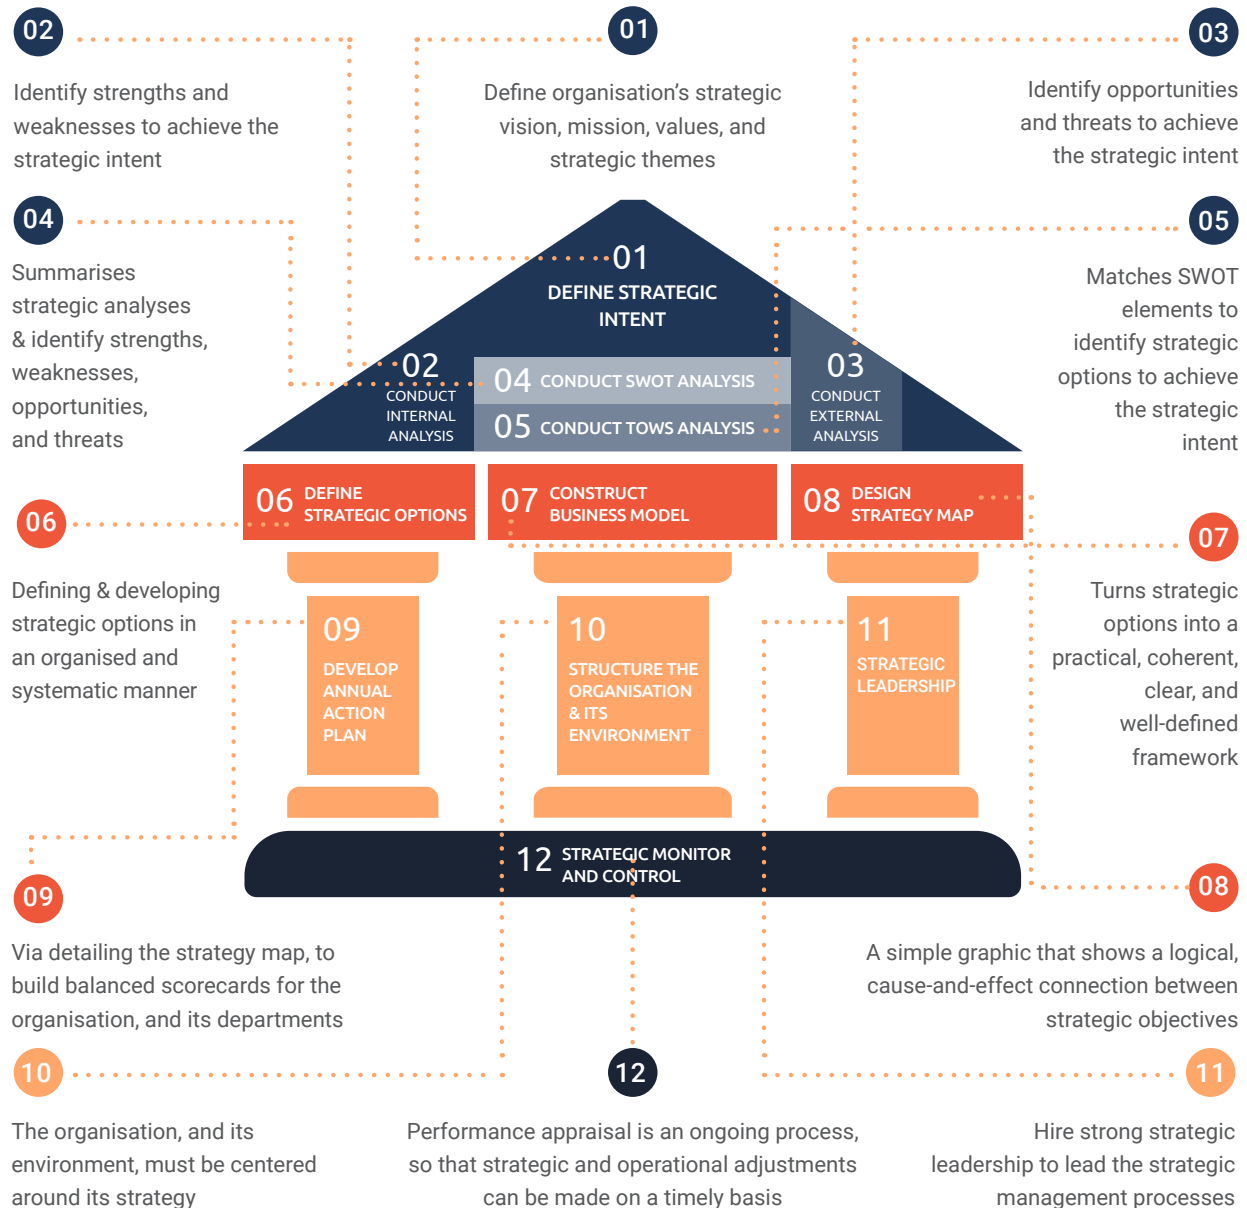 02
01
03
Identify strengths and
weaknesses to achieve the
strategic intent
Define organisation's strategic
vision, mission, values, and
strategic themes
Identify opportunities
and threats to achieve
the strategic intent
04
Summarises
strategic analyses
& identify strengths,
weaknesses,
opportunities,
and threats
05
Matches SWOT
elements to
identify strategic
options to achieve
the strategic
intent
01
DEFINE STRATEGIC
INTENT
02
CONDUCT
INTERNAL
ANALYSIS
04 CONDUCT SWOT ANALYSIS
05 CONDUCT TOWS ANALYSIS
03
CONDUCT
EXTERNAL
ANALYSIS
06 DEFINE
STRATEGIC OPTIONS
07 CONSTRUCT
BUSINESS MODEL
08 DESIGN
STRATEGY MAP
06
Defining & developing
strategic options in
an organised and
systematic manner
07
Turns strategic
options into a
practical, coherent,
clear, and
well-defined
framework
09
DEVELOP
ANNUAL
ACTION
PLAN
10
STRUCTURE THE
ORGANISATION
& ITS
ENVIRONMENT
11
STRATEGIC
LEADERSHIP
12 STRATEGIC MONITOR
AND CONTROL
09
Via detailing the strategy map, to
build balanced scorecards for the
organisation, and its departments
08
A simple graphic that shows a logical,
cause-and-effect connection between
strategic objectives
10
The organisation, and its
environment, must be centered
around its strategy
12
Performance appraisal is an ongoing process,
so that strategic and operational adjustments
can be made on a timely basis
11
Hire strong strategic
leadership to lead the strategic
management processes